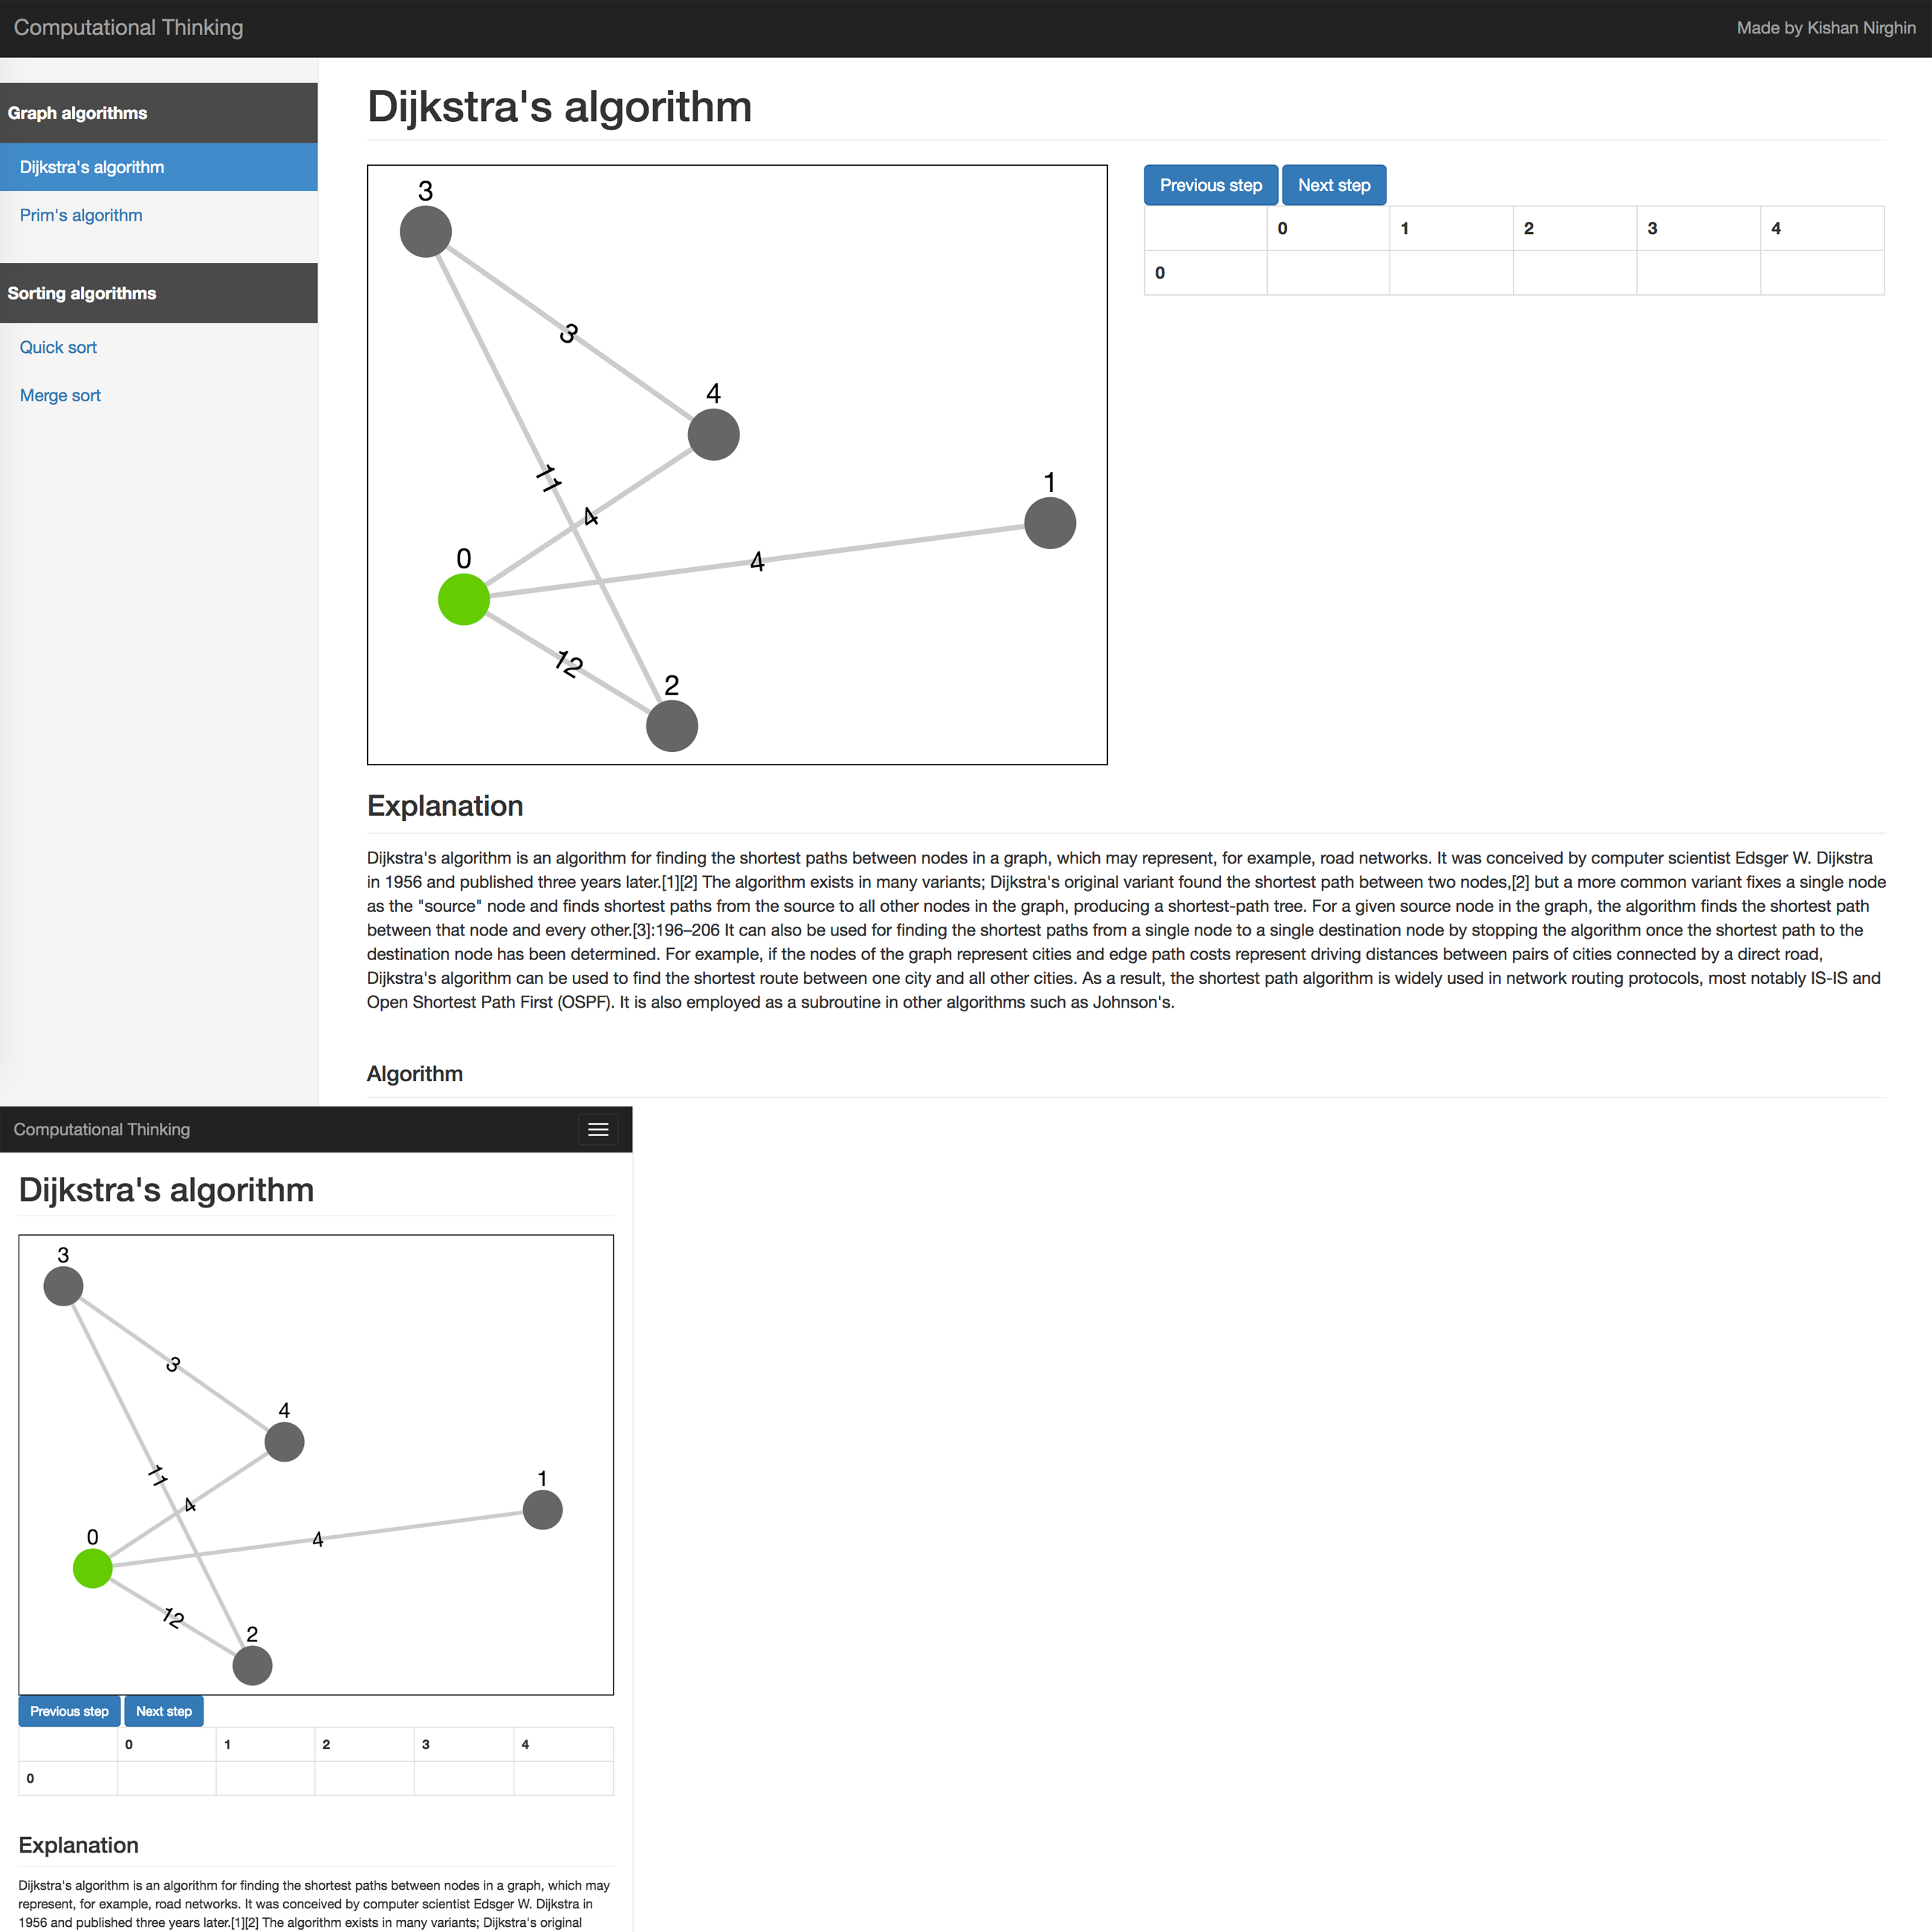 Computational Thinking
Made by Kishan Nirghin
Graph algorithms
Dijkstra's algorithm
Prim's algorithm
Sorting algorithms
Quick sort
Merge sort
Dijkstra's algorithm
3
3
4
11
4
1
0
4
12
2
Previous step Next step
0 1 2 3 4
0
Explanation
Dijkstra's algorithm is an algorithm for finding the shortest paths between nodes in a graph, which may represent, for example, road networks. It was conceived by computer scientist Edsger W. Dijkstra
in 1956 and published three years later.[1][2] The algorithm exists in many variants; Dijkstra's original variant found the shortest path between two nodes,[2] but a more common variant fixes a single node
as the "source" node and finds shortest paths from the source to all other nodes in the graph, producing a shortest-path tree. For a given source node in the graph, the algorithm finds the shortest path
between that node and every other.[3]:196–206 It can also be used for finding the shortest paths from a single node to a single destination node by stopping the algorithm once the shortest path to the
destination node has been determined. For example, if the nodes of the graph represent cities and edge path costs represent driving distances between pairs of cities connected by a direct road,
Dijkstra's algorithm can be used to find the shortest route between one city and all other cities. As a result, the shortest path algorithm is widely used in network routing protocols, most notably IS-IS and
Open Shortest Path First (OSPF). It is also employed as a subroutine in other algorithms such as Johnson's.
Algorithm
Computational Thinking
Dijkstra's algorithm
3
3
4
11
4
1
0
4
12
2
Previous step Next step
0 1 2 3 4
0
Explanation
Dijkstra's algorithm is an algorithm for finding the shortest paths between nodes in a graph, which may
represent, for example, road networks. It was conceived by computer scientist Edsger W. Dijkstra in
1956 and published three years later.[1][2] The algorithm exists in many variants; Dijkstra's original